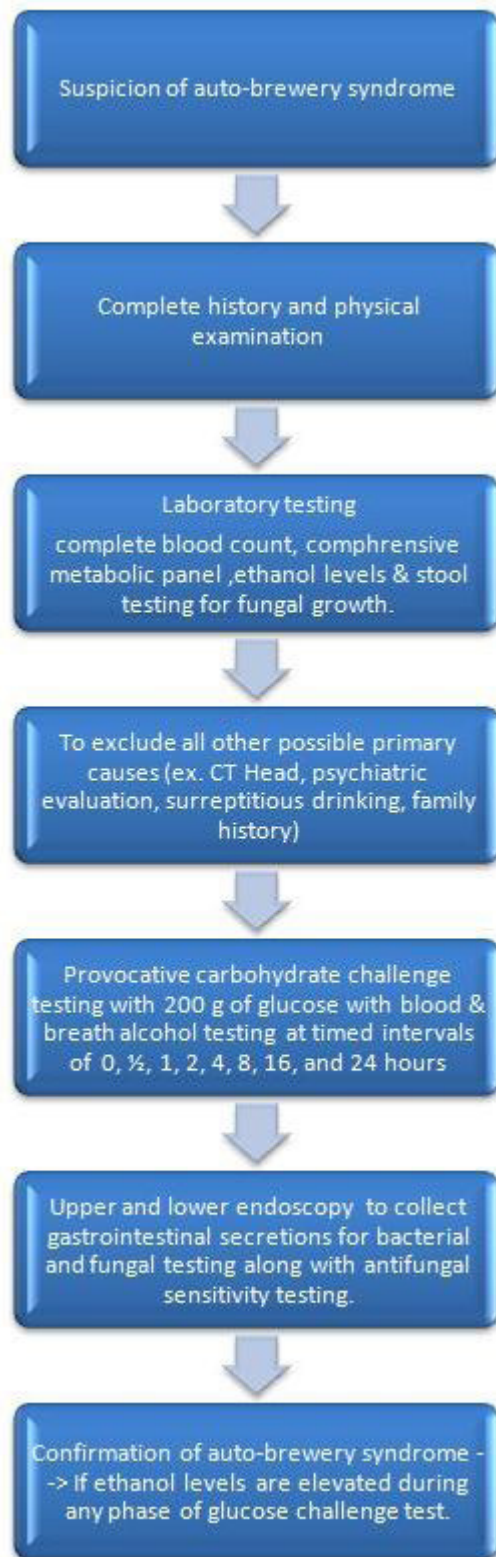 Suspicion of auto-brewery syndrome
Complete history and physical
examination
Laboratory testing
complete blood count, comphrensive
metabolic panel ,ethanol levels & stool
testing for fungal growth.
To exclude all other possible primary
causes (ex. CT Head, psychiatric
evaluation, surreptitious drinking, family
history)
Provocative carbohydrate challenge
testing with 200 g of glucose with blood &
breath alcohol testing at timed intervals
of 0, ½, 1, 2, 4, 8, 16, and 24 hours
Upper and lower endoscopy to collect
gastrointestinal secretions for bacterial
and fungal testing along with antifungal
sensitivity testing.
Confirmation of auto-brewery syndrome -
-> If ethanol levels are elevated during
any phase of glucose challenge test.